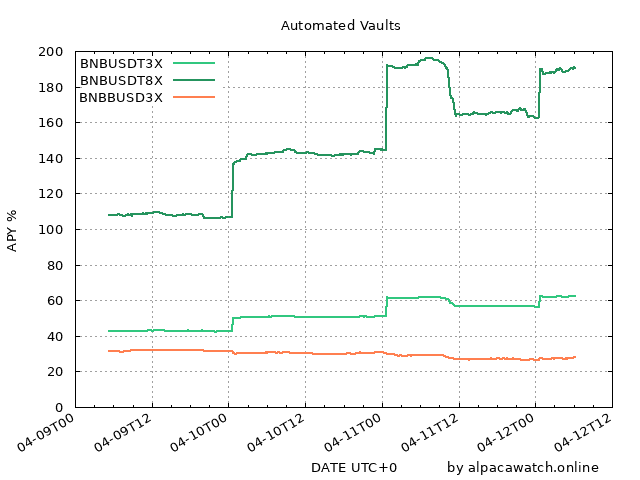 Automated Vaults
BNBUSDT3X
BNBUSDT8X
BNBBUSD3X
APY %
200
180
160
140
120
100
80
60
40
20
0
04-09T00
04-09T12
04-10T00
04-10T12
04-11T00
04-11T12
04-12T00
04-12T12
DATE UTC+0
by alpacawatch.online